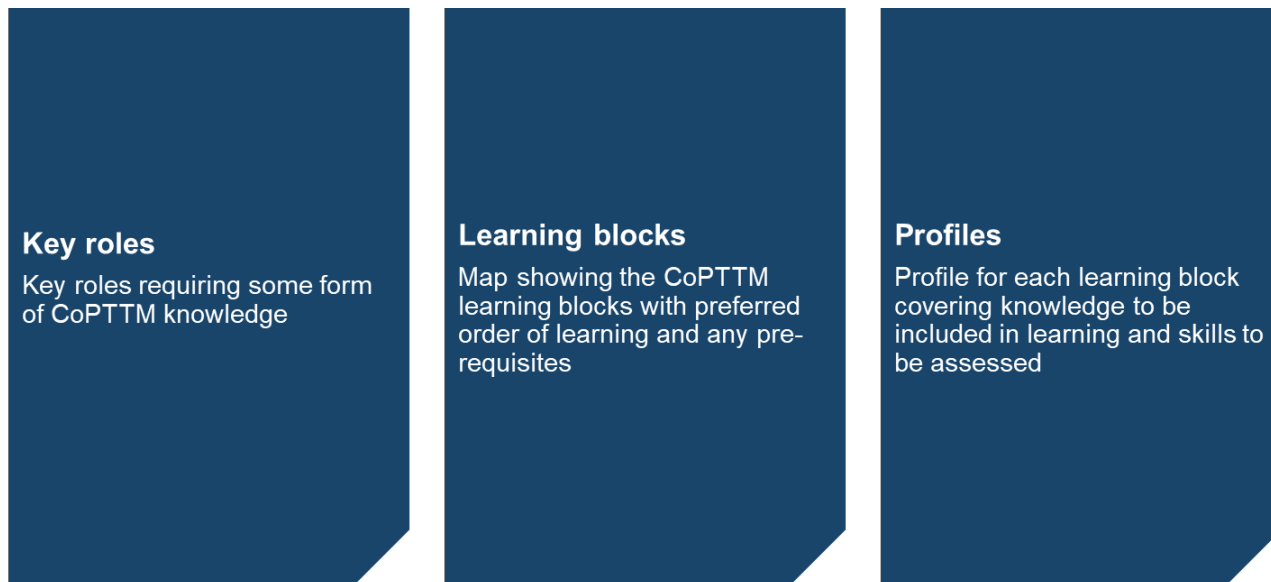 Key roles
Key roles requiring some form
of CoPTTM knowledge
Learning blocks
Map showing the CoPTTM
learning blocks with preferred
order of learning and any pre-
requisites
Profiles
Profile for each learning block
covering knowledge to be
included in learning and skills to
be assessed